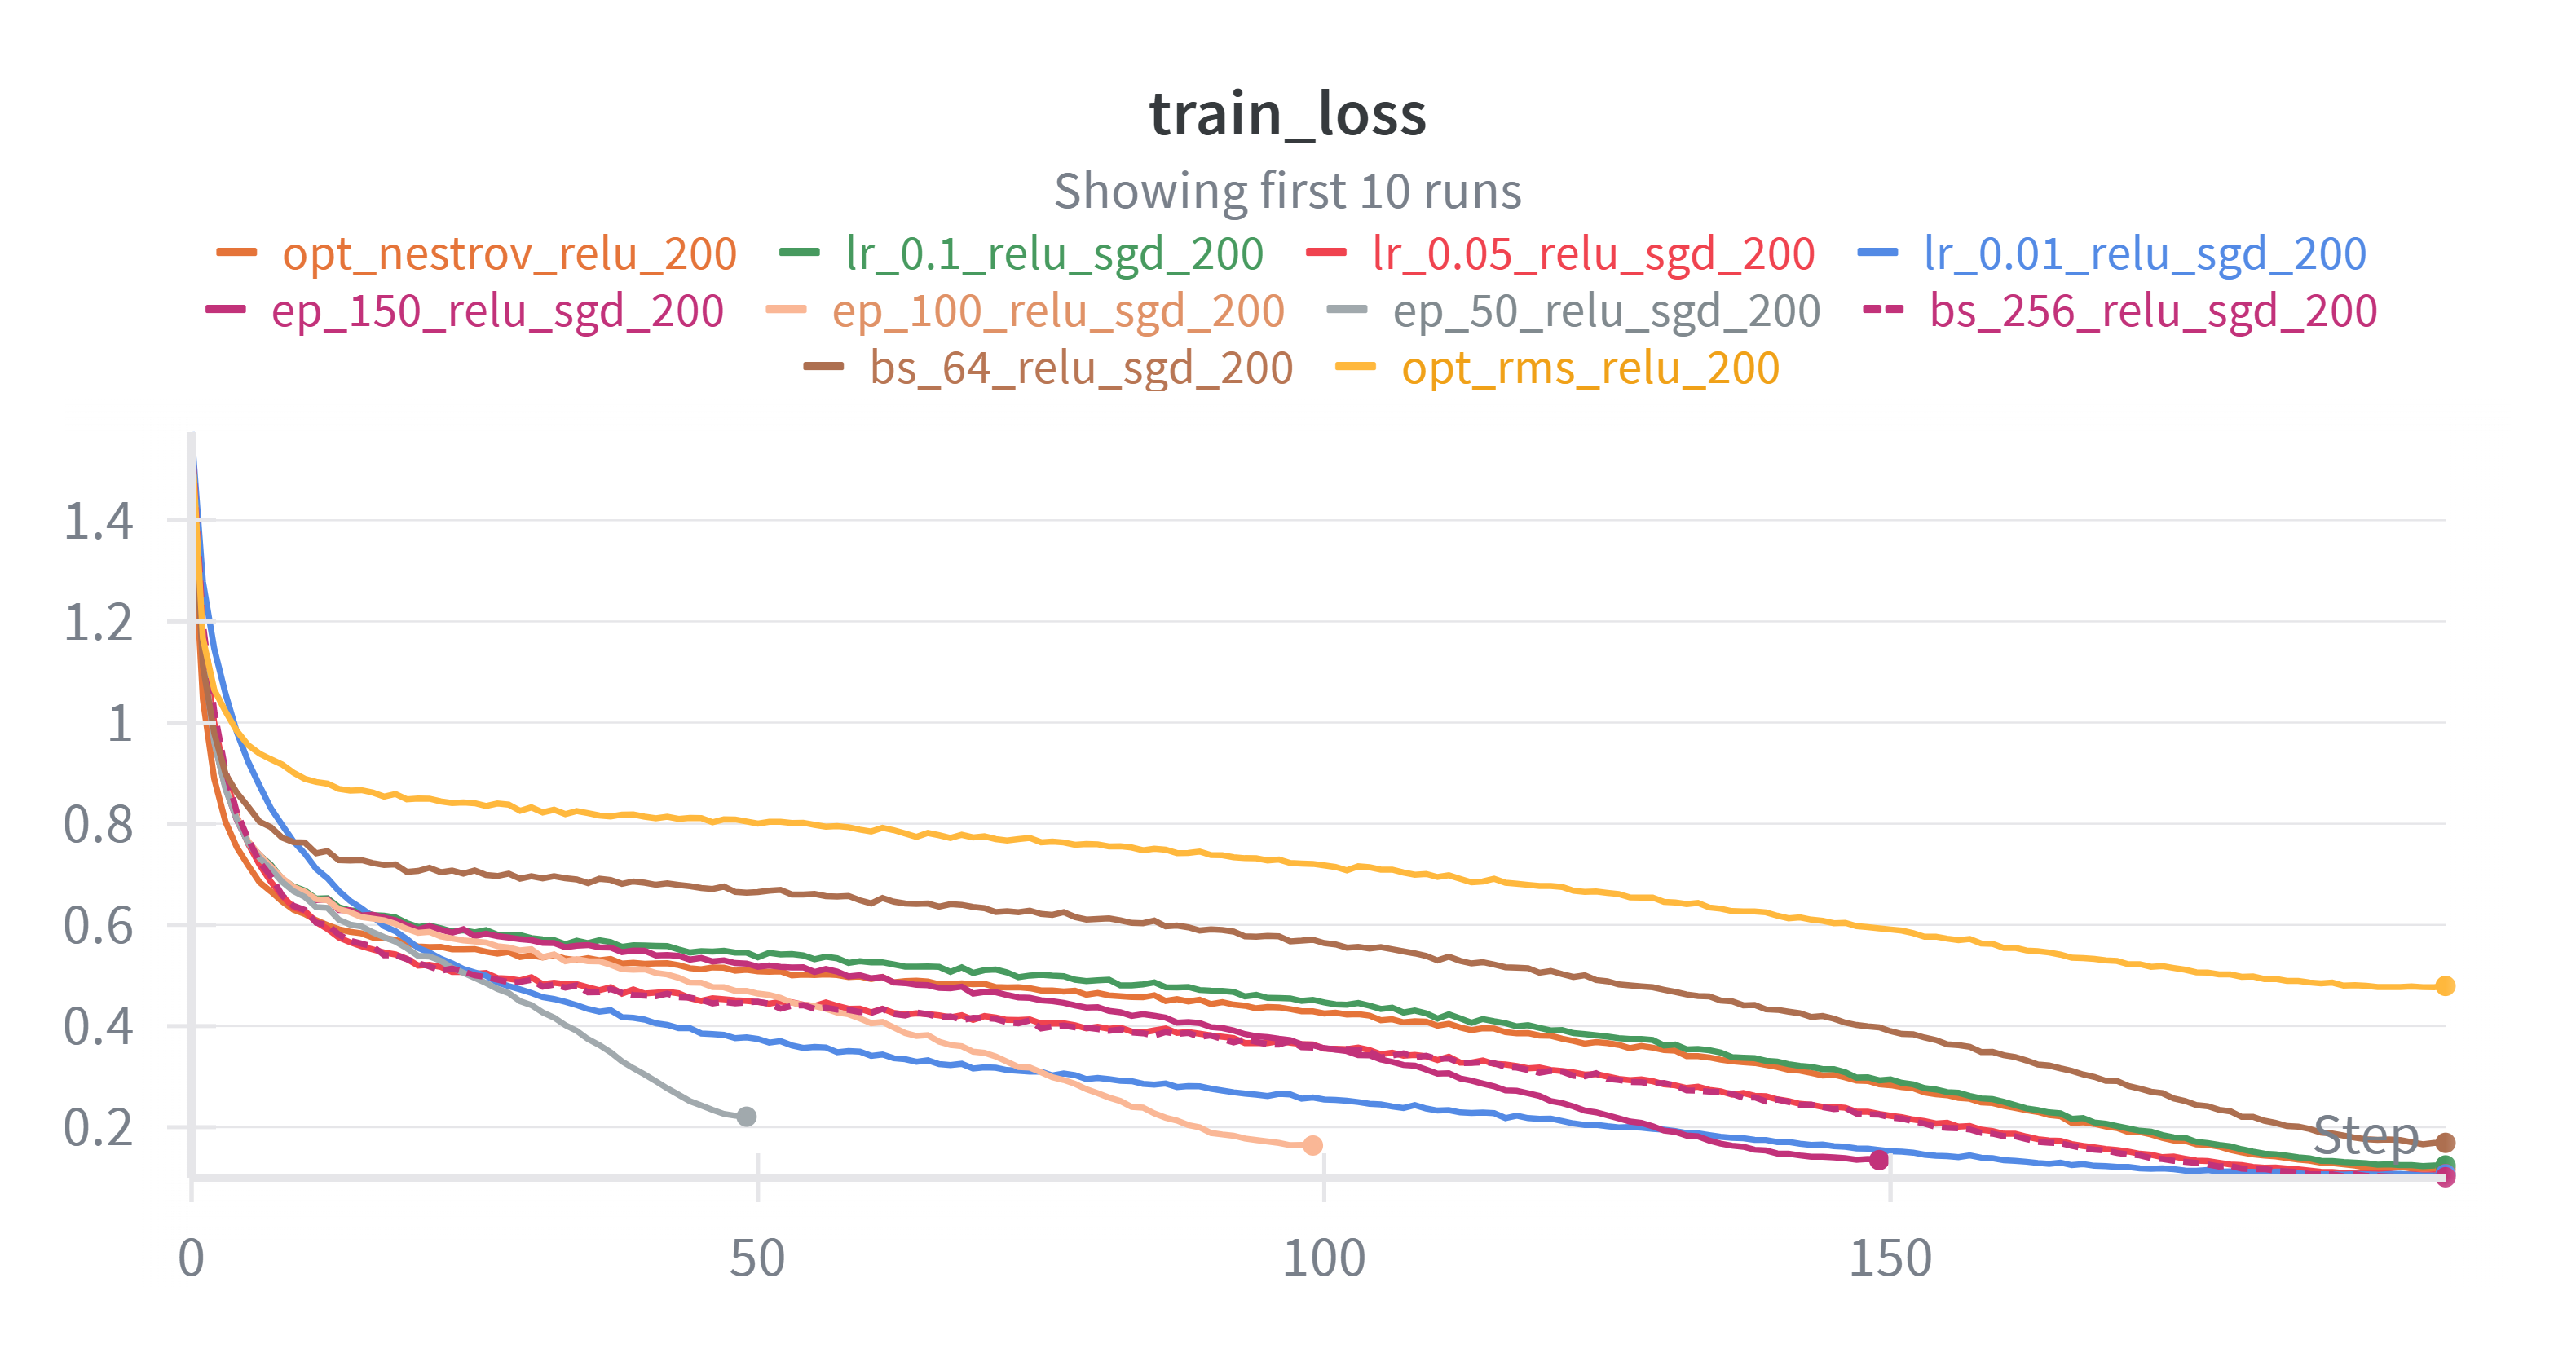 train_loss
Showing first 10 runs
opt_nestrov_relu_200 lr_0.1_relu_sgd_200 lr_0.05_relu_sgd_200 lr_0.01_relu_sgd_200
ep_150_relu_sgd_200 ep_100_relu_sgd_200 ep_50_relu_sgd_200 bs_256_relu_sgd_200
bs_64_relu_sgd_200 opt_rms_relu_200
1.4
1.2
1
0.8
0.6
0.4
0.2
Step
0 50 100 150